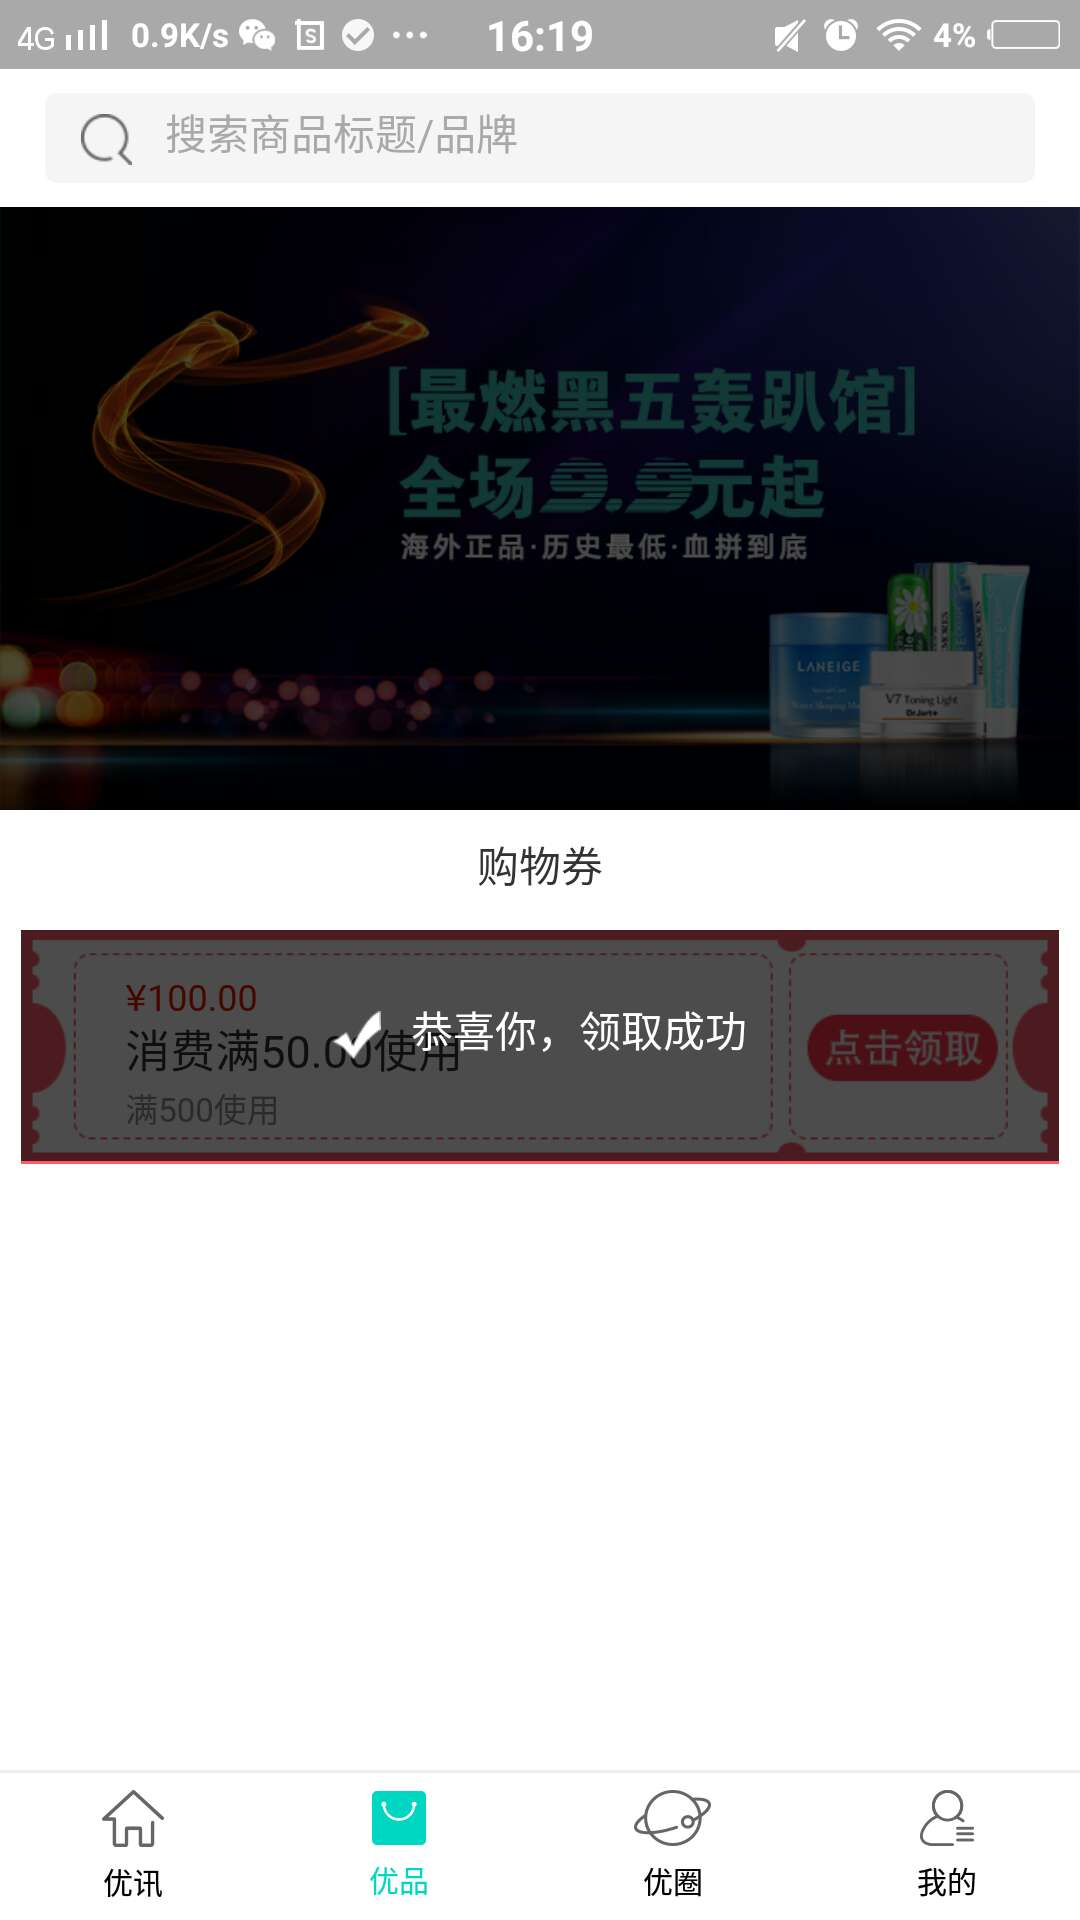 4G 0.9K/s 16:19 4%
搜索商品标题/品牌
[最燃黑五轰趴馆]
全场9.9元起
海外正品·历史最低·血拼到底
LANEIGE
V7 Toning Light
Dr.Jart+
购物券
¥100.00
消费满50.00使用
满500使用
恭喜你，领取成功
点击领取
优讯
优品
优圈
我的